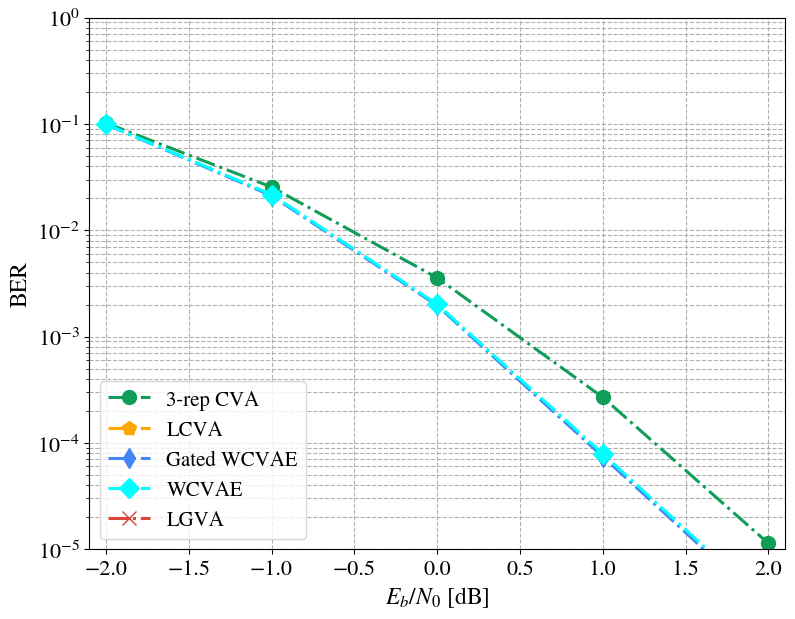 10⁰
10⁻¹
10⁻²
10⁻³
10⁻⁴
10⁻⁵
BER
3-rep CVA
LCVA
Gated WCVAE
WCVAE
LGVA
−2.0 −1.5 −1.0 −0.5 0.0 0.5 1.0 1.5 2.0
E_b/N_0 [dB]